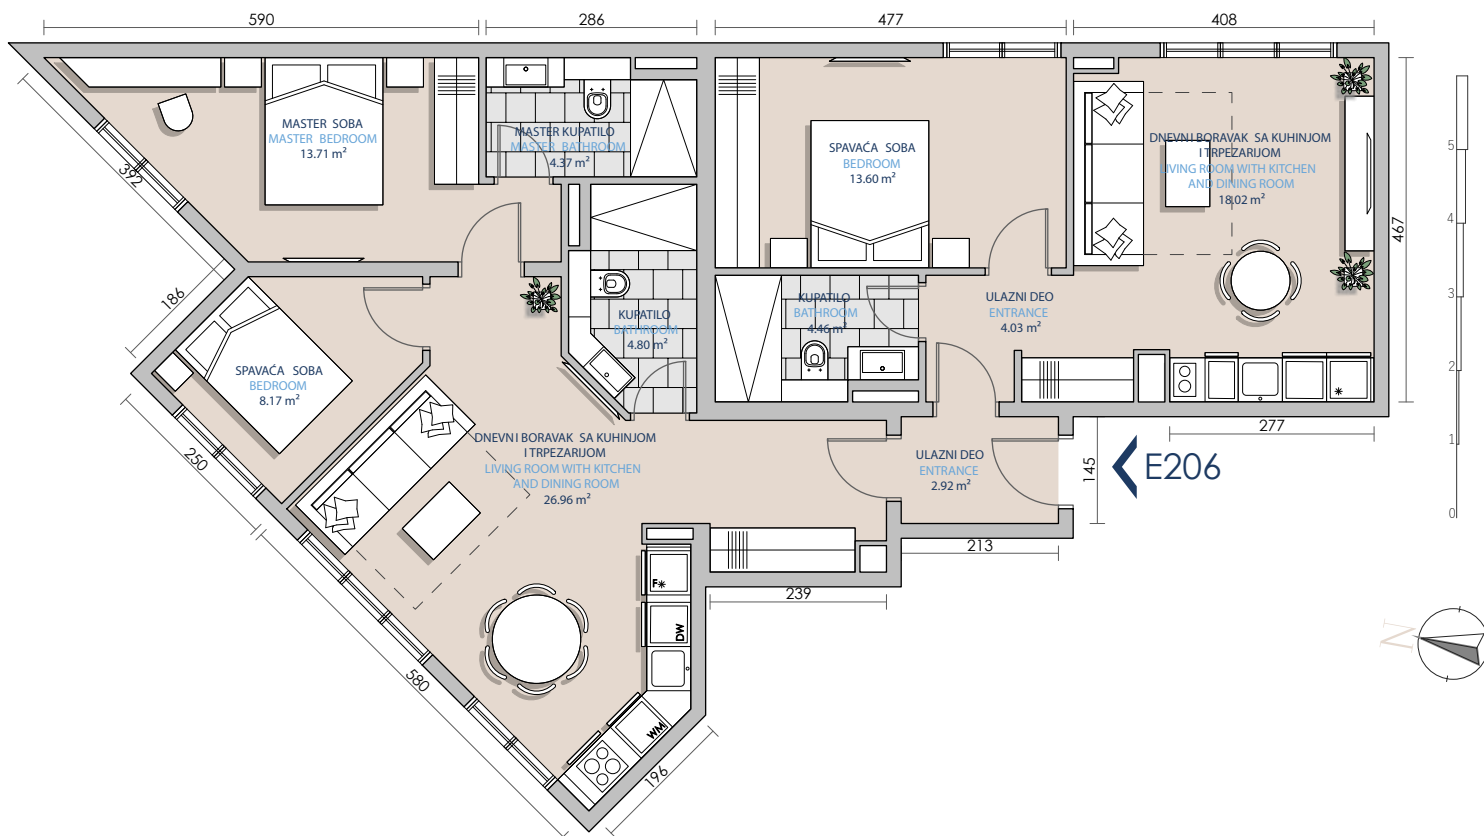 590
286
477
408
MASTER SOBA
MASTER BEDROOM
13.71 m²
MASTER KUPATILO
MASTER BATHROOM
4.37 m²
SPAVAĆA SOBA
BEDROOM
13.60 m²
DNEVNI BORAVAK SA KUHINJOM
I TRPEZARIJOM
LIVING ROOM WITH KITCHEN
AND DINING ROOM
18.02 m²
392
467
186
KUPATILO
BATHROOM
4.80 m²
KUPATILO
BATHROOM
4.46 m²
ULAZNI DEO
ENTRANCE
4.03 m²
SPAVAĆA SOBA
BEDROOM
8.17 m²
250
DNEVNI BORAVAK SA KUHINJOM
I TRPEZARIJOM
LIVING ROOM WITH KITCHEN
AND DINING ROOM
26.96 m²
ULAZNI DEO
ENTRANCE
2.92 m²
145
E206
277
213
239
F*
DW
WM
580
196
5
4
3
2
1
0
N